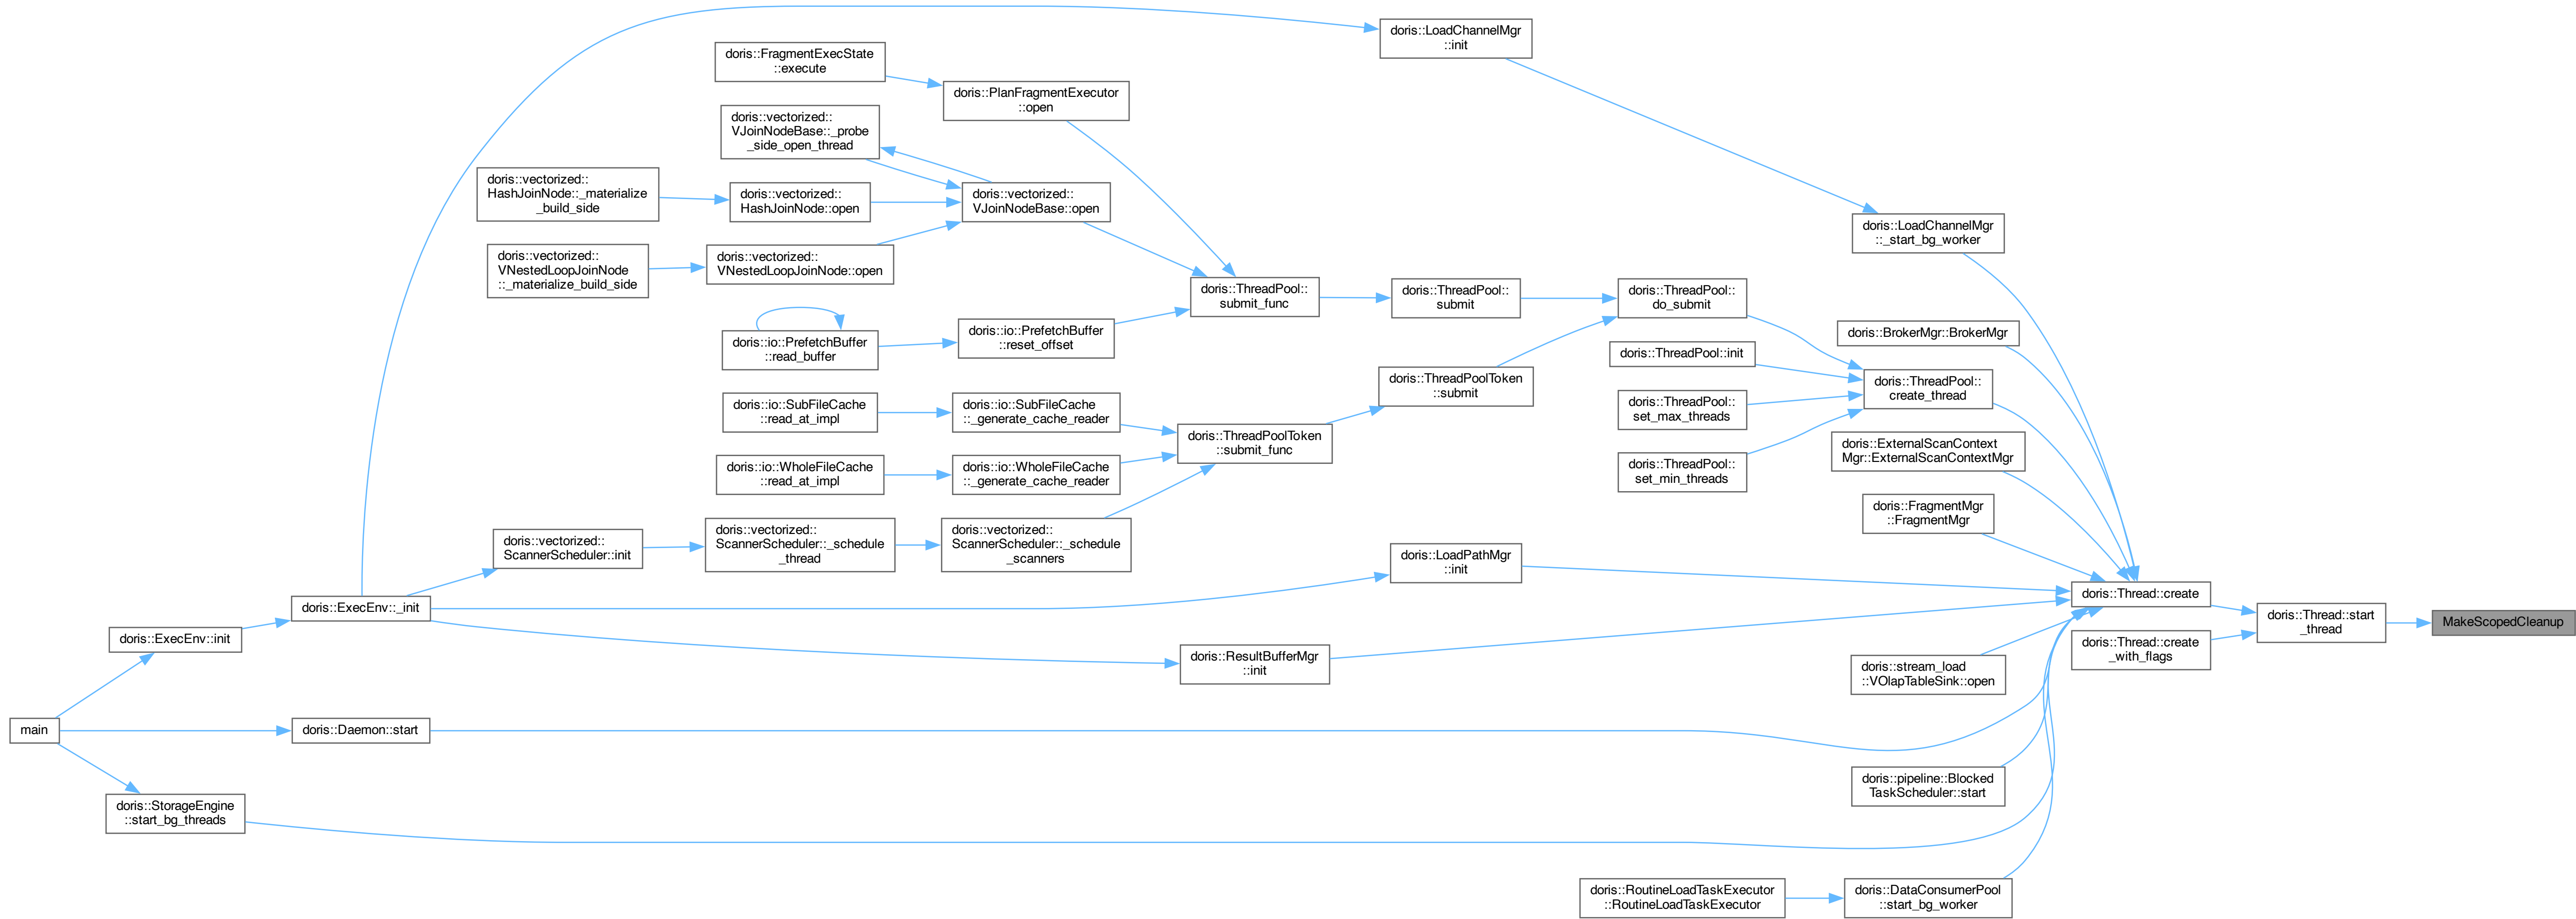 doris::LoadChannelMgr
::init
doris::FragmentExecState
::execute
doris::PlanFragmentExecutor
::open
doris::vectorized::
VJoinNodeBase::_probe
_side_open_thread
doris::vectorized::
HashJoinNode::_materialize
_build_side
doris::vectorized::
HashJoinNode::open
doris::vectorized::
VJoinNodeBase::open
doris::LoadChannelMgr
::_start_bg_worker
doris::vectorized::
VNestedLoopJoinNode
::_materialize_build_side
doris::vectorized::
VNestedLoopJoinNode::open
doris::ThreadPool::
submit_func
doris::ThreadPool::
submit
doris::ThreadPool::
do_submit
doris::io::PrefetchBuffer
::read_buffer
doris::io::PrefetchBuffer
::reset_offset
doris::BrokerMgr::BrokerMgr
doris::ThreadPool::init
doris::ThreadPoolToken
::submit
doris::ThreadPool::
create_thread
doris::io::SubFileCache
::read_at_impl
doris::io::SubFileCache
::_generate_cache_reader
doris::ThreadPool::
set_max_threads
doris::ThreadPoolToken
::submit_func
doris::ExternalScanContext
Mgr::ExternalScanContextMgr
doris::io::WholeFileCache
::read_at_impl
doris::io::WholeFileCache
::_generate_cache_reader
doris::ThreadPool::
set_min_threads
doris::FragmentMgr
::FragmentMgr
doris::vectorized::
ScannerScheduler::init
doris::vectorized::
ScannerScheduler::_schedule
_thread
doris::vectorized::
ScannerScheduler::_schedule
_scanners
doris::LoadPathMgr
::init
doris::Thread::create
doris::ExecEnv::_init
doris::Thread::start
_thread
MakeScopedCleanup
doris::ExecEnv::init
doris::Thread::create
_with_flags
doris::ResultBufferMgr
::init
doris::stream_load
::VOlapTableSink::open
main
doris::Daemon::start
doris::pipeline::Blocked
TaskScheduler::start
doris::StorageEngine
::start_bg_threads
doris::RoutineLoadTaskExecutor
::RoutineLoadTaskExecutor
doris::DataConsumerPool
::start_bg_worker